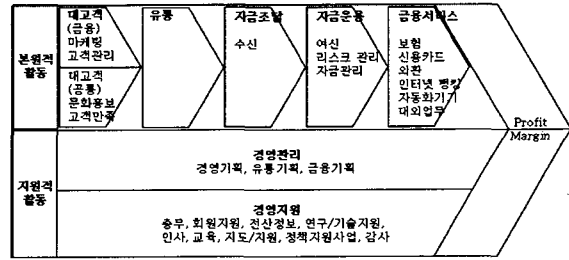 본원적
활동
대고객
(금융)
마케팅
고객관리
대고객
(공통)
문화홍보
고객만족
유통
자금조달
수신
자금운용
여신
리스크 관리
자금관리
금융서비스
보험
신용카드
외환
인터넷 뱅킹
자동화기기
대외업무
Profit
Margin
지원적
활동
경영관리
경영기획, 유통기획, 금융기획
경영지원
총무, 회원지원, 전산정보, 연구/기술지원,
인사, 교육, 지도/지원, 정책지원사업, 감사